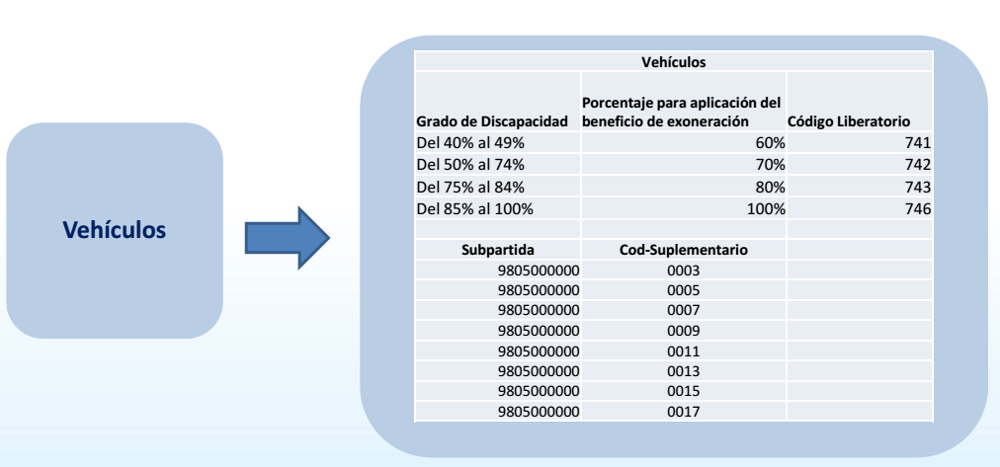 Vehículos
Vehículos
Grado de Discapacidad Porcentaje para aplicación del beneficio de exoneración Código Liberatorio
Del 40% al 49% 60% 741
Del 50% al 74% 70% 742
Del 75% al 84% 80% 743
Del 85% al 100% 100% 746
Subpartida Cod-Suplementario
9805000000 0003
9805000000 0005
9805000000 0007
9805000000 0009
9805000000 0011
9805000000 0013
9805000000 0015
9805000000 0017